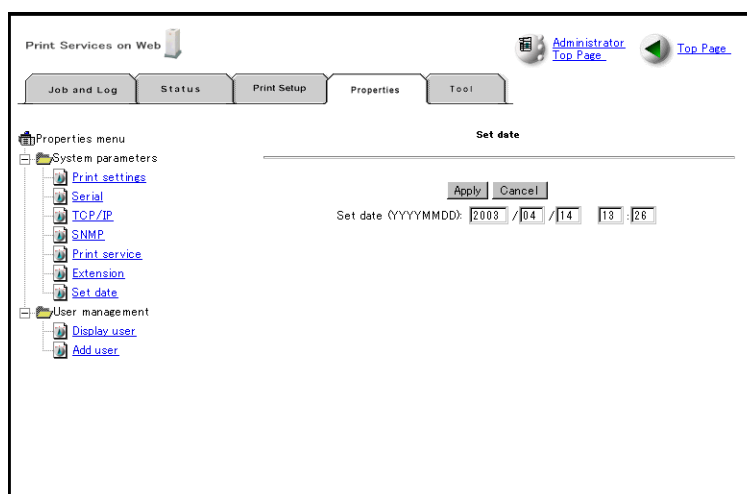 Print Services on Web
Administrator
Top Page
Top Page
Job and Log
Status
Print Setup
Properties
Tool
Properties menu
System parameters
Print settings
Serial
TCP/IP
SNMP
Print service
Extension
Set date
User management
Display user
Add user
Set date
Apply Cancel
Set date (YYYYMMDD): 2003 /04 /14 13 :26